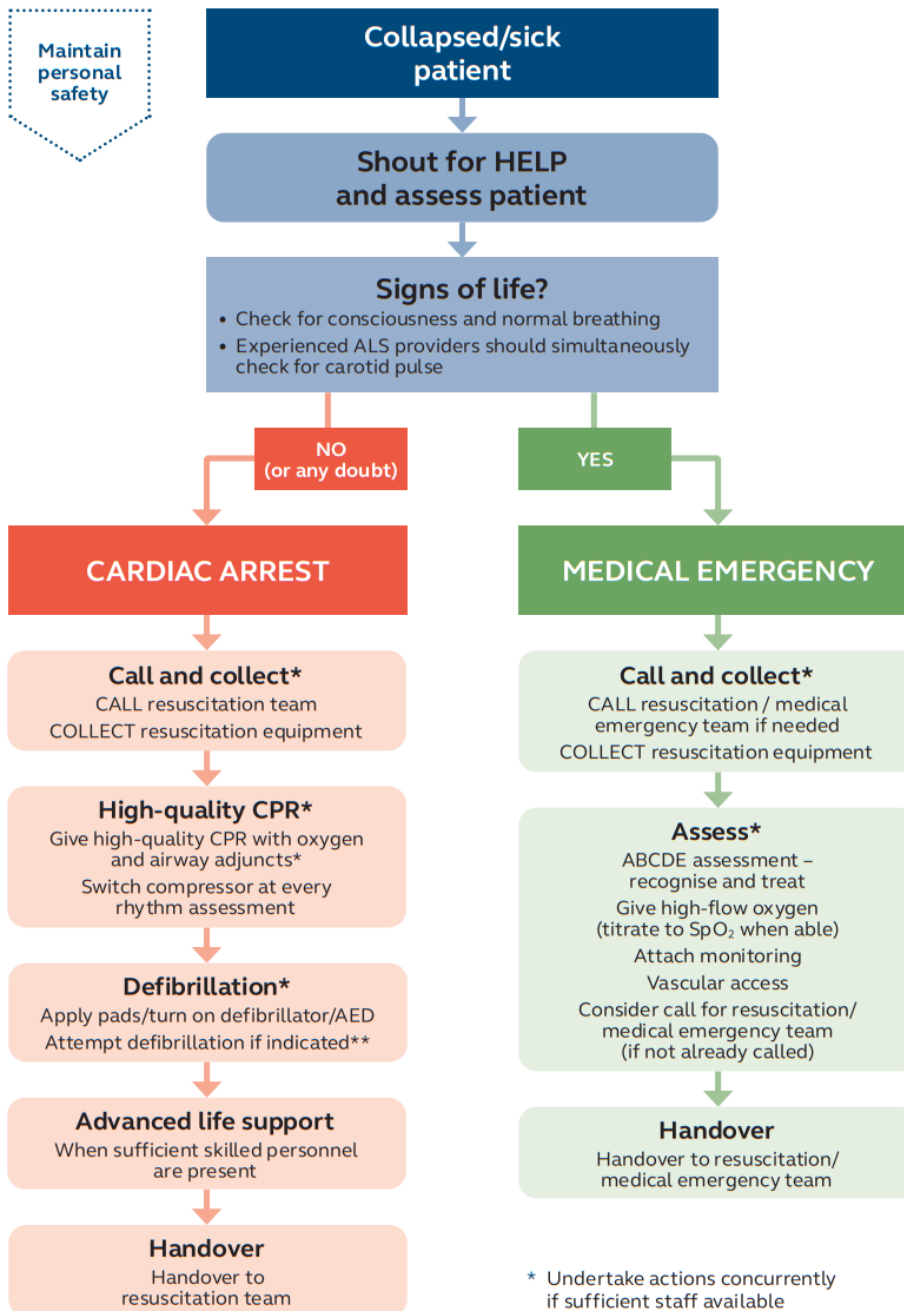 Maintain
personal
safety
Collapsed/sick
patient
Shout for HELP
and assess patient
Signs of life?
• Check for consciousness and normal breathing
• Experienced ALS providers should simultaneously
check for carotid pulse
NO
(or any doubt)
YES
CARDIAC ARREST
Call and collect*
CALL resuscitation team
COLLECT resuscitation equipment
High-quality CPR*
Give high-quality CPR with oxygen
and airway adjuncts*
Switch compressor at every
rhythm assessment
Defibrillation*
Apply pads/turn on defibrillator/AED
Attempt defibrillation if indicated**
Advanced life support
When sufficient skilled personnel
are present
Handover
Handover to
resuscitation team
MEDICAL EMERGENCY
Call and collect*
CALL resuscitation / medical
emergency team if needed
COLLECT resuscitation equipment
Assess*
ABCDE assessment –
recognise and treat
Give high-flow oxygen
(titrate to SpO₂ when able)
Attach monitoring
Vascular access
Consider call for resuscitation/
medical emergency team
(if not already called)
Handover
Handover to resuscitation/
medical emergency team
* Undertake actions concurrently
if sufficient staff available